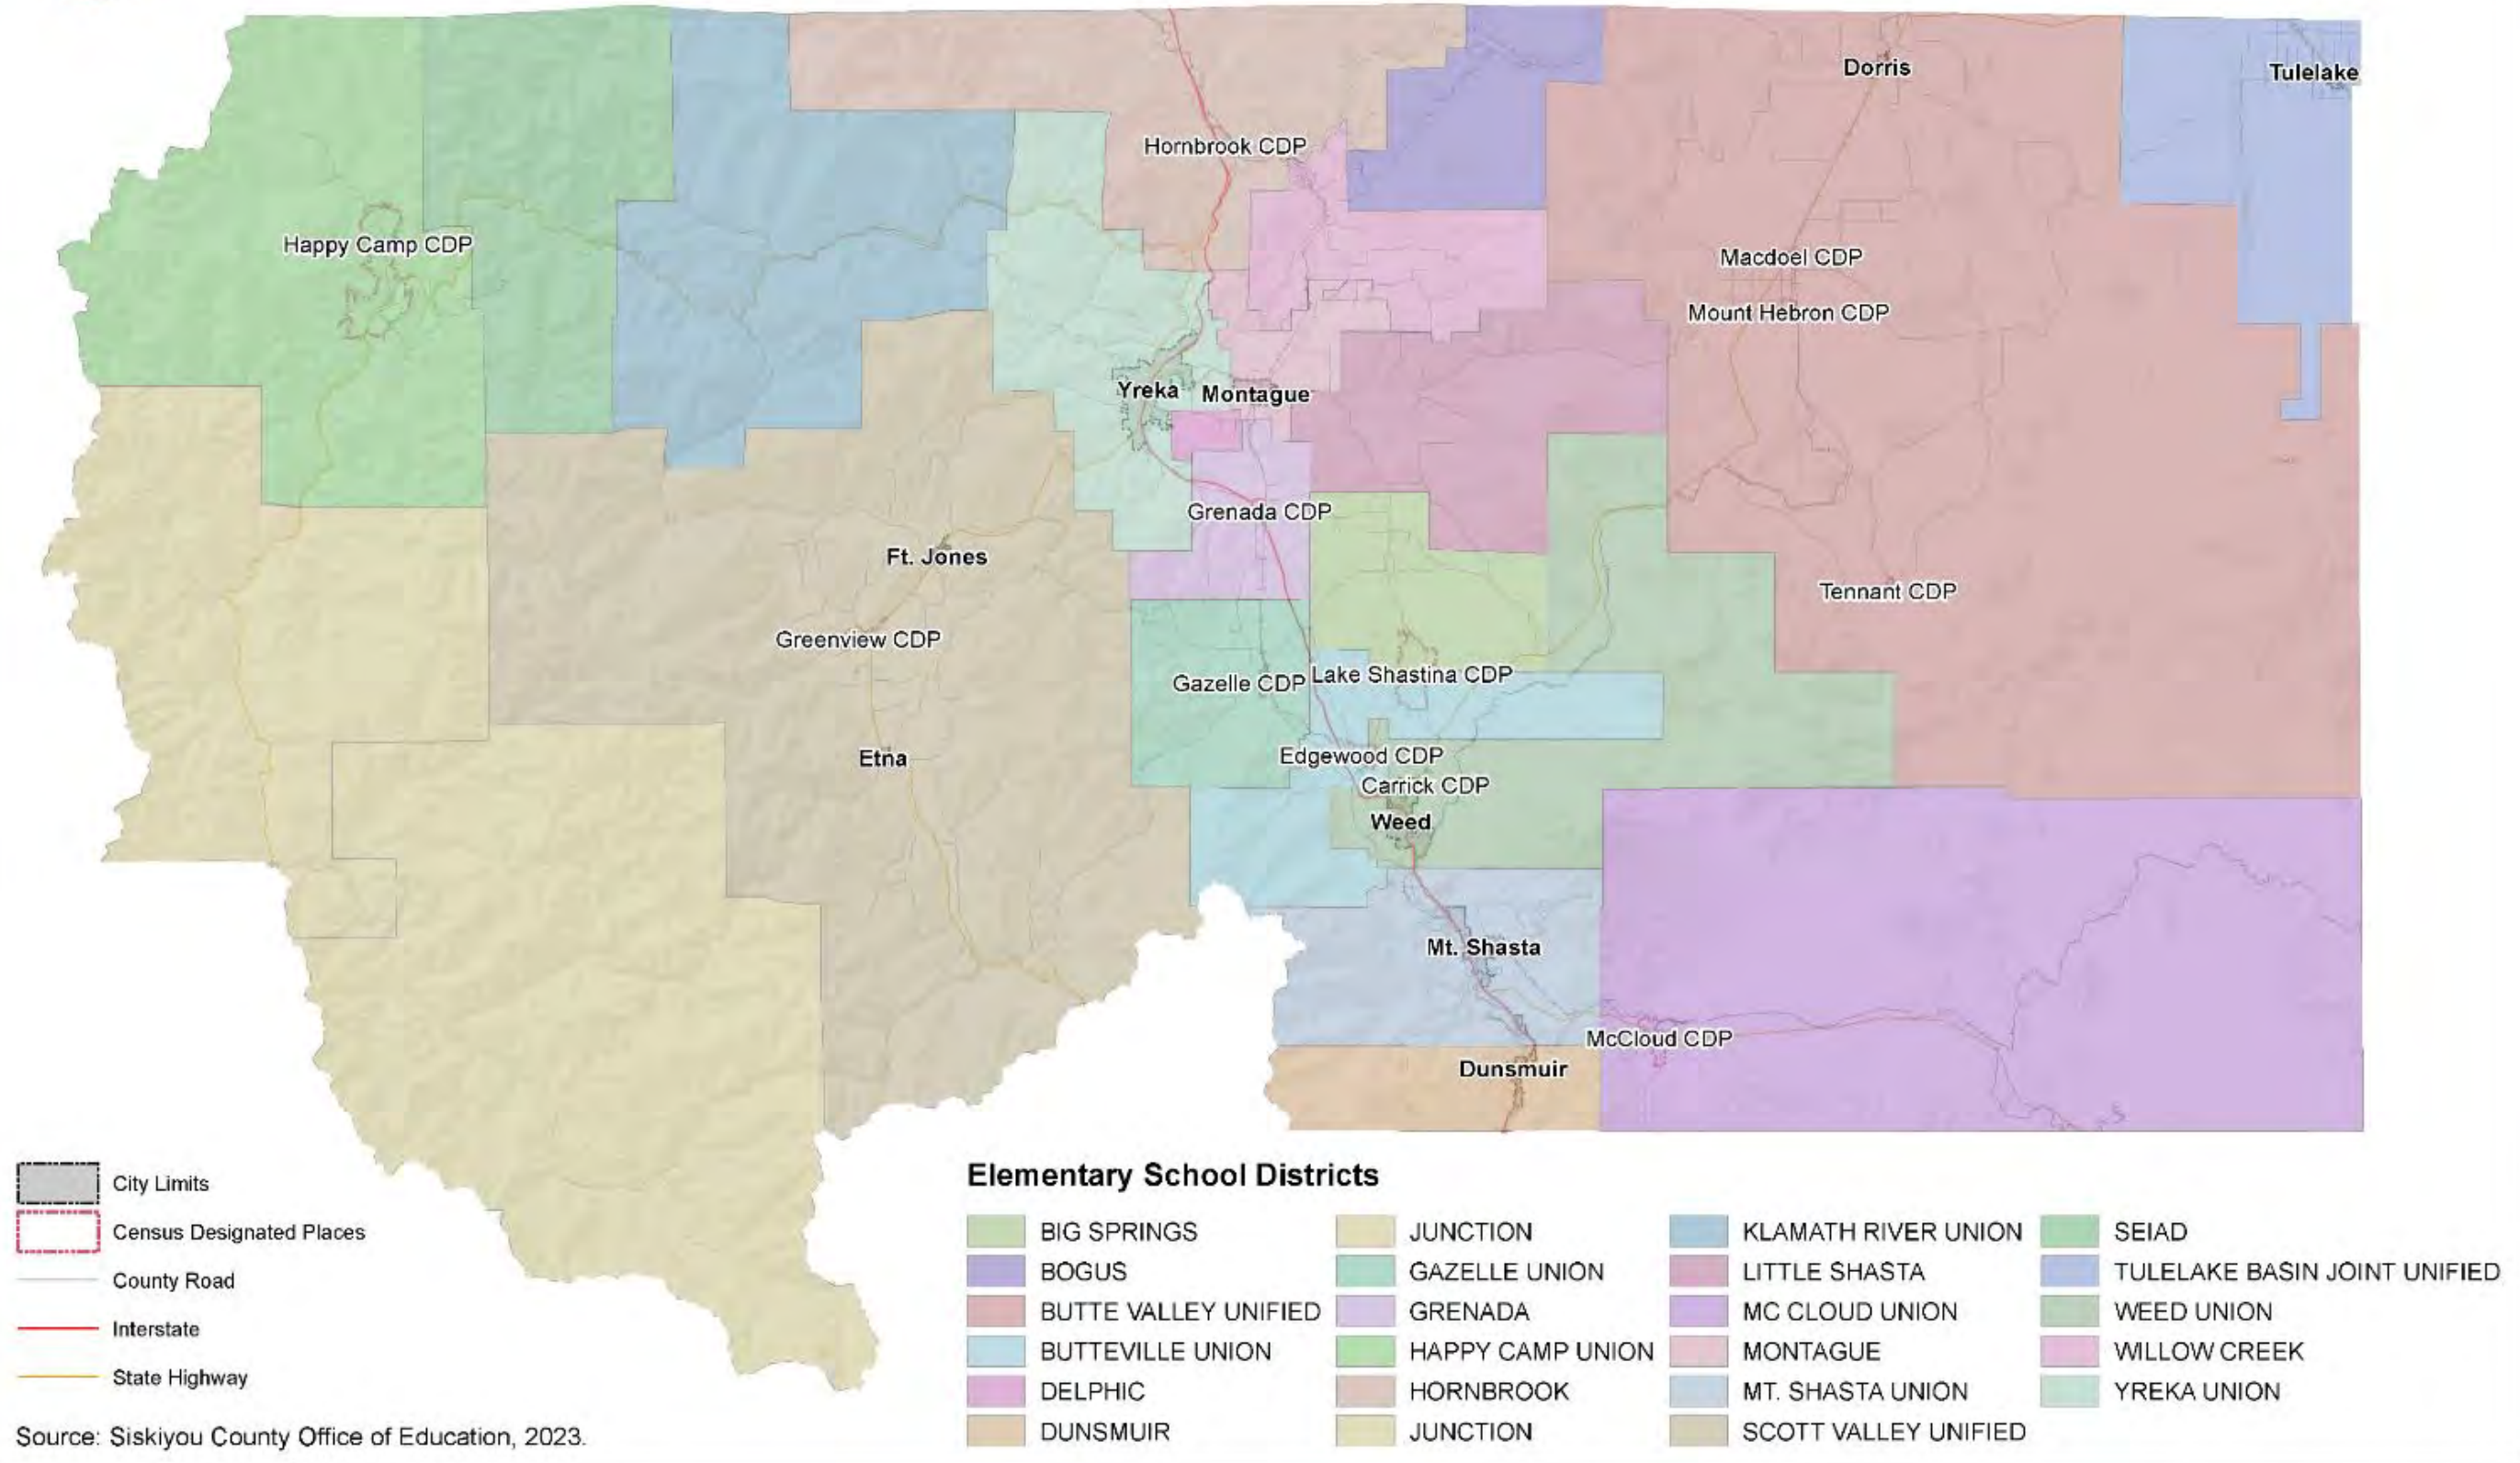 Dorris
Tulelake
Hornbrook CDP
Happy Camp CDP
Macdoel CDP
Mount Hebron CDP
Yreka
Montague
Grenada CDP
Ft. Jones
Tennant CDP
Greenview CDP
Lake Shastina CDP
Gazelle CDP
Etna
Edgewood CDP
Carrick CDP
Weed
Mt. Shasta
McCloud CDP
Dunsmuir
City Limits
Census Designated Places
County Road
Interstate
State Highway
Source: Siskiyou County Office of Education, 2023.
Elementary School Districts
BIG SPRINGS
BOGUS
BUTTE VALLEY UNIFIED
BUTTEVILLE UNION
DELPHIC
DUNSMUIR
JUNCTION
GAZELLE UNION
GRENADA
HAPPY CAMP UNION
HORNBROOK
JUNCTION
KLAMATH RIVER UNION
LITTLE SHASTA
MC CLOUD UNION
MONTAGUE
MT. SHASTA UNION
SCOTT VALLEY UNIFIED
SEIAD
TULELAKE BASIN JOINT UNIFIED
WEED UNION
WILLOW CREEK
YREKA UNION